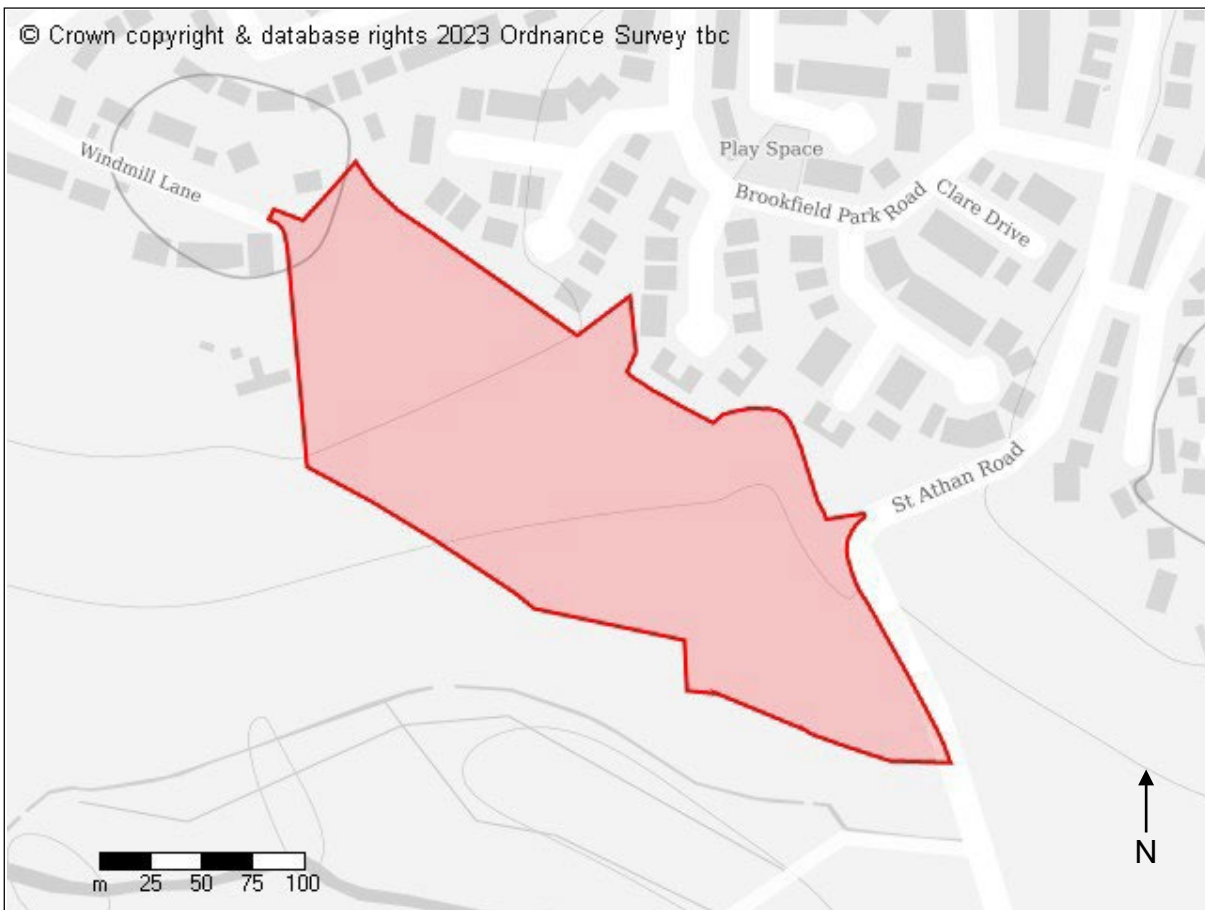 © Crown copyright & database rights 2023 Ordnance Survey tbc
Windmill Lane
Play Space
Brookfield Park Road
Clare Drive
St Athan Road
m 25 50 75 100
N